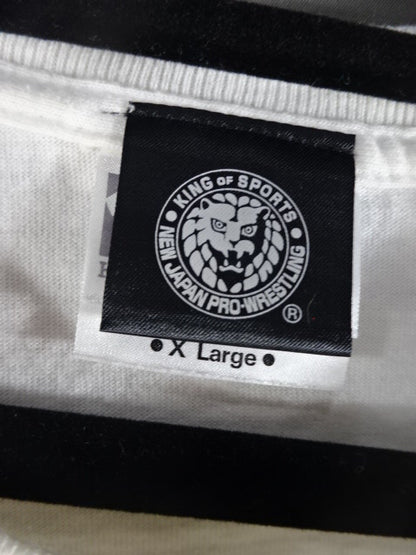 • KING OF SPORTS •
NEW JAPAN PRO-WRESTLING
®
• X Large •